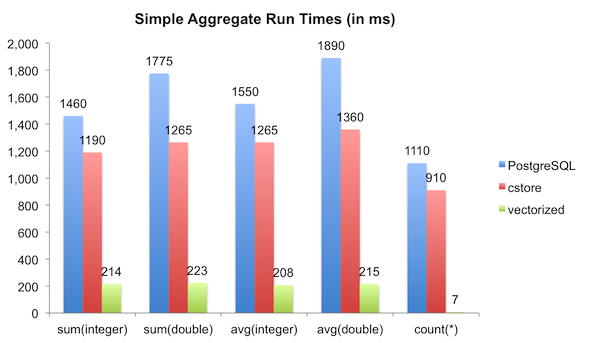 Simple Aggregate Run Times (in ms)
2,000
1,800
1,600
1,400
1,200
1,000
800
600
400
200
0
1460
1190
214
1775
1265
223
1550
1265
208
1890
1360
215
1110
910
7
sum(integer)
sum(double)
avg(integer)
avg(double)
count(*)
PostgreSQL
cstore
vectorized